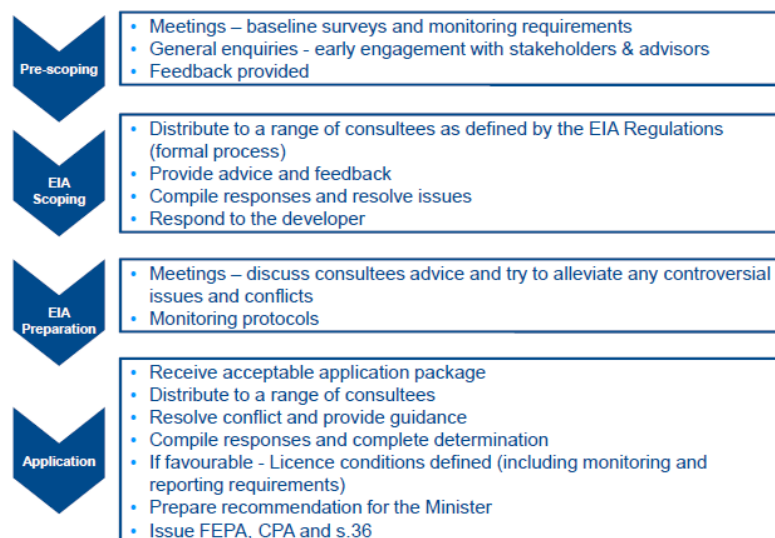 Pre-scoping
• Meetings – baseline surveys and monitoring requirements
• General enquiries - early engagement with stakeholders & advisors
• Feedback provided
EIA
Scoping
• Distribute to a range of consultees as defined by the EIA Regulations
(formal process)
• Provide advice and feedback
• Compile responses and resolve issues
• Respond to the developer
EIA
Preparation
• Meetings – discuss consultees advice and try to alleviate any controversial
issues and conflicts
• Monitoring protocols
Application
• Receive acceptable application package
• Distribute to a range of consultees
• Resolve conflict and provide guidance
• Compile responses and complete determination
• If favourable - Licence conditions defined (including monitoring and
reporting requirements)
• Prepare recommendation for the Minister
• Issue FEPA, CPA and s.36